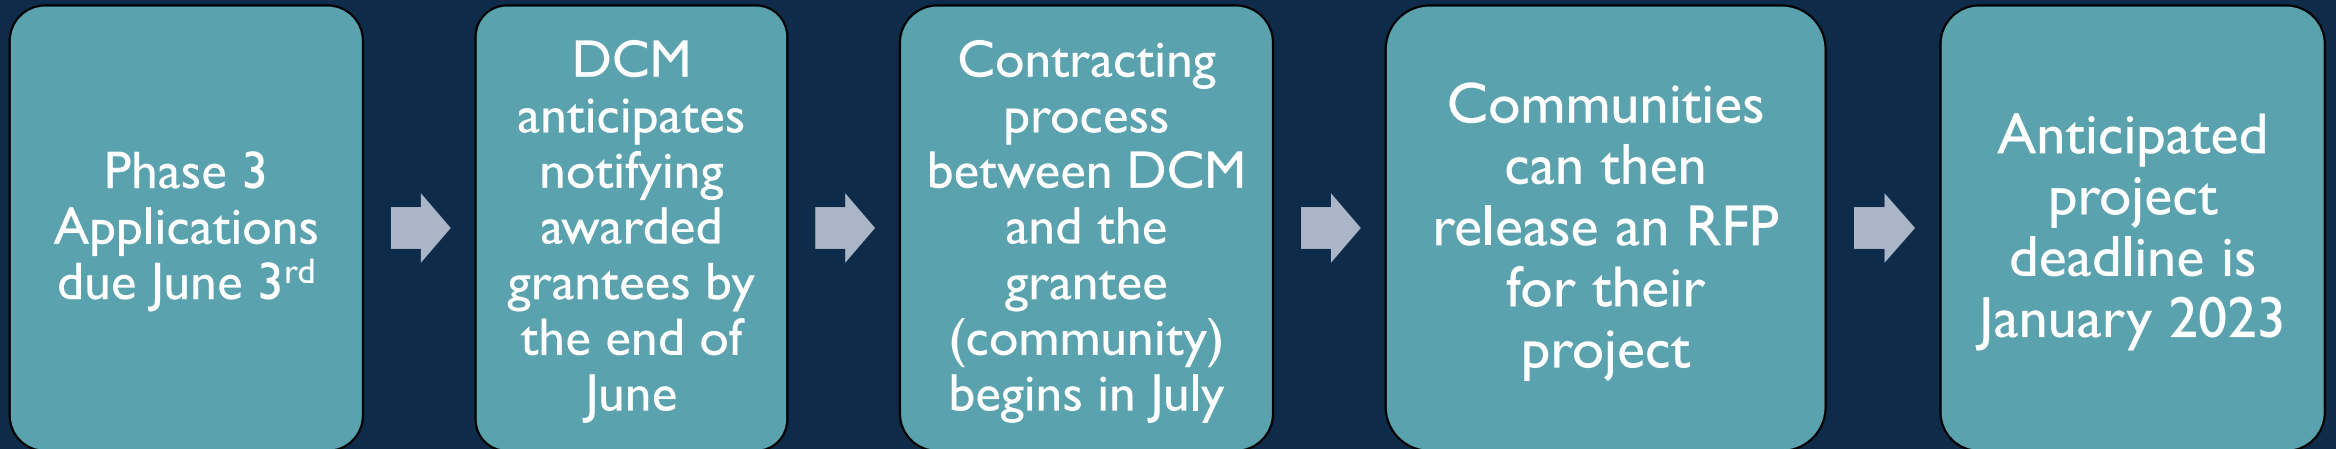 Phase 3
Applications
due June 3rd
DCM
anticipates
notifying
awarded
grantees by
the end of
June
Contracting
process
between DCM
and the
grantee
(community)
begins in July
Communities
can then
release an RFP
for their
project
Anticipated
project
deadline is
January 2023